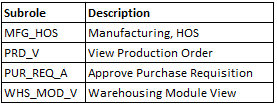 Subrole Description
MFG_HOS Manufacturing, HOS
PRD_V View Production Order
PUR_REQ_A Approve Purchase Requisition
WHS_MOD_V Warehousing Module View